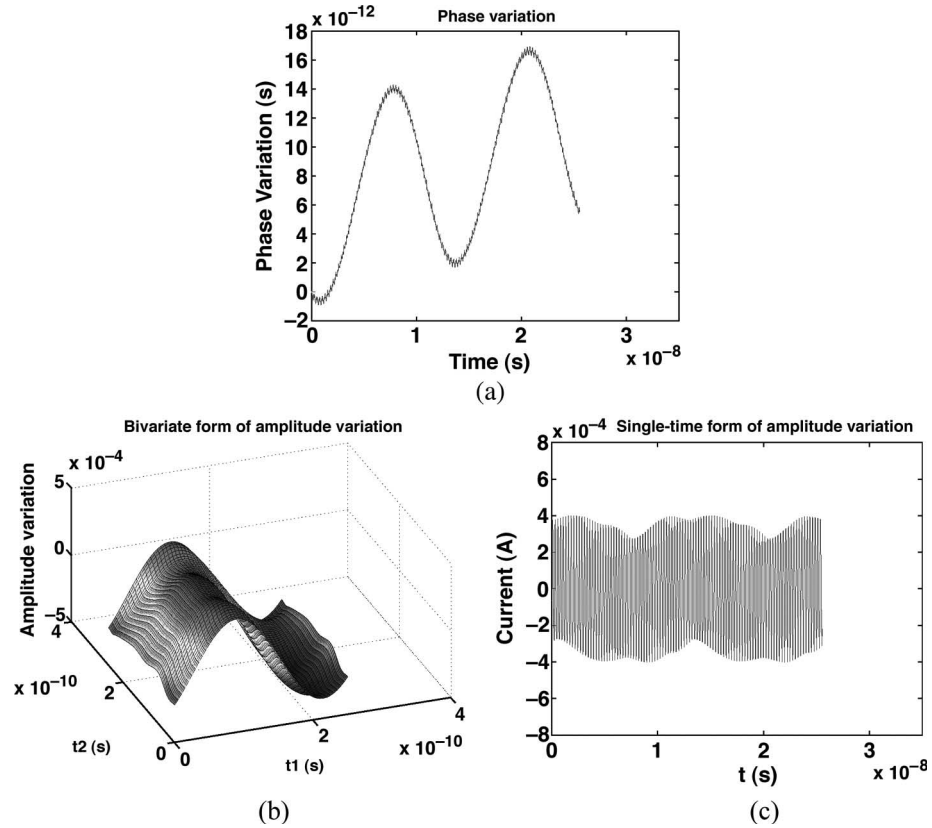 x 10⁻¹²
Phase variation
18
16
14
12
10
8
6
4
2
0
−2
Phase Variation (s)
0
1
2
3
Time (s)
x 10⁻⁸
(a)
Bivariate form of amplitude variation
x 10⁻⁴
5
0
−5
Amplitude variation
4
2
0
x 10⁻¹⁰
t2 (s)
0
2
4
t1 (s)
x 10⁻¹⁰
(b)
x 10⁻⁴
Single-time form of amplitude variation
8
6
4
2
0
−2
−4
−6
−8
Current (A)
0
1
2
3
t (s)
x 10⁻⁸
(c)